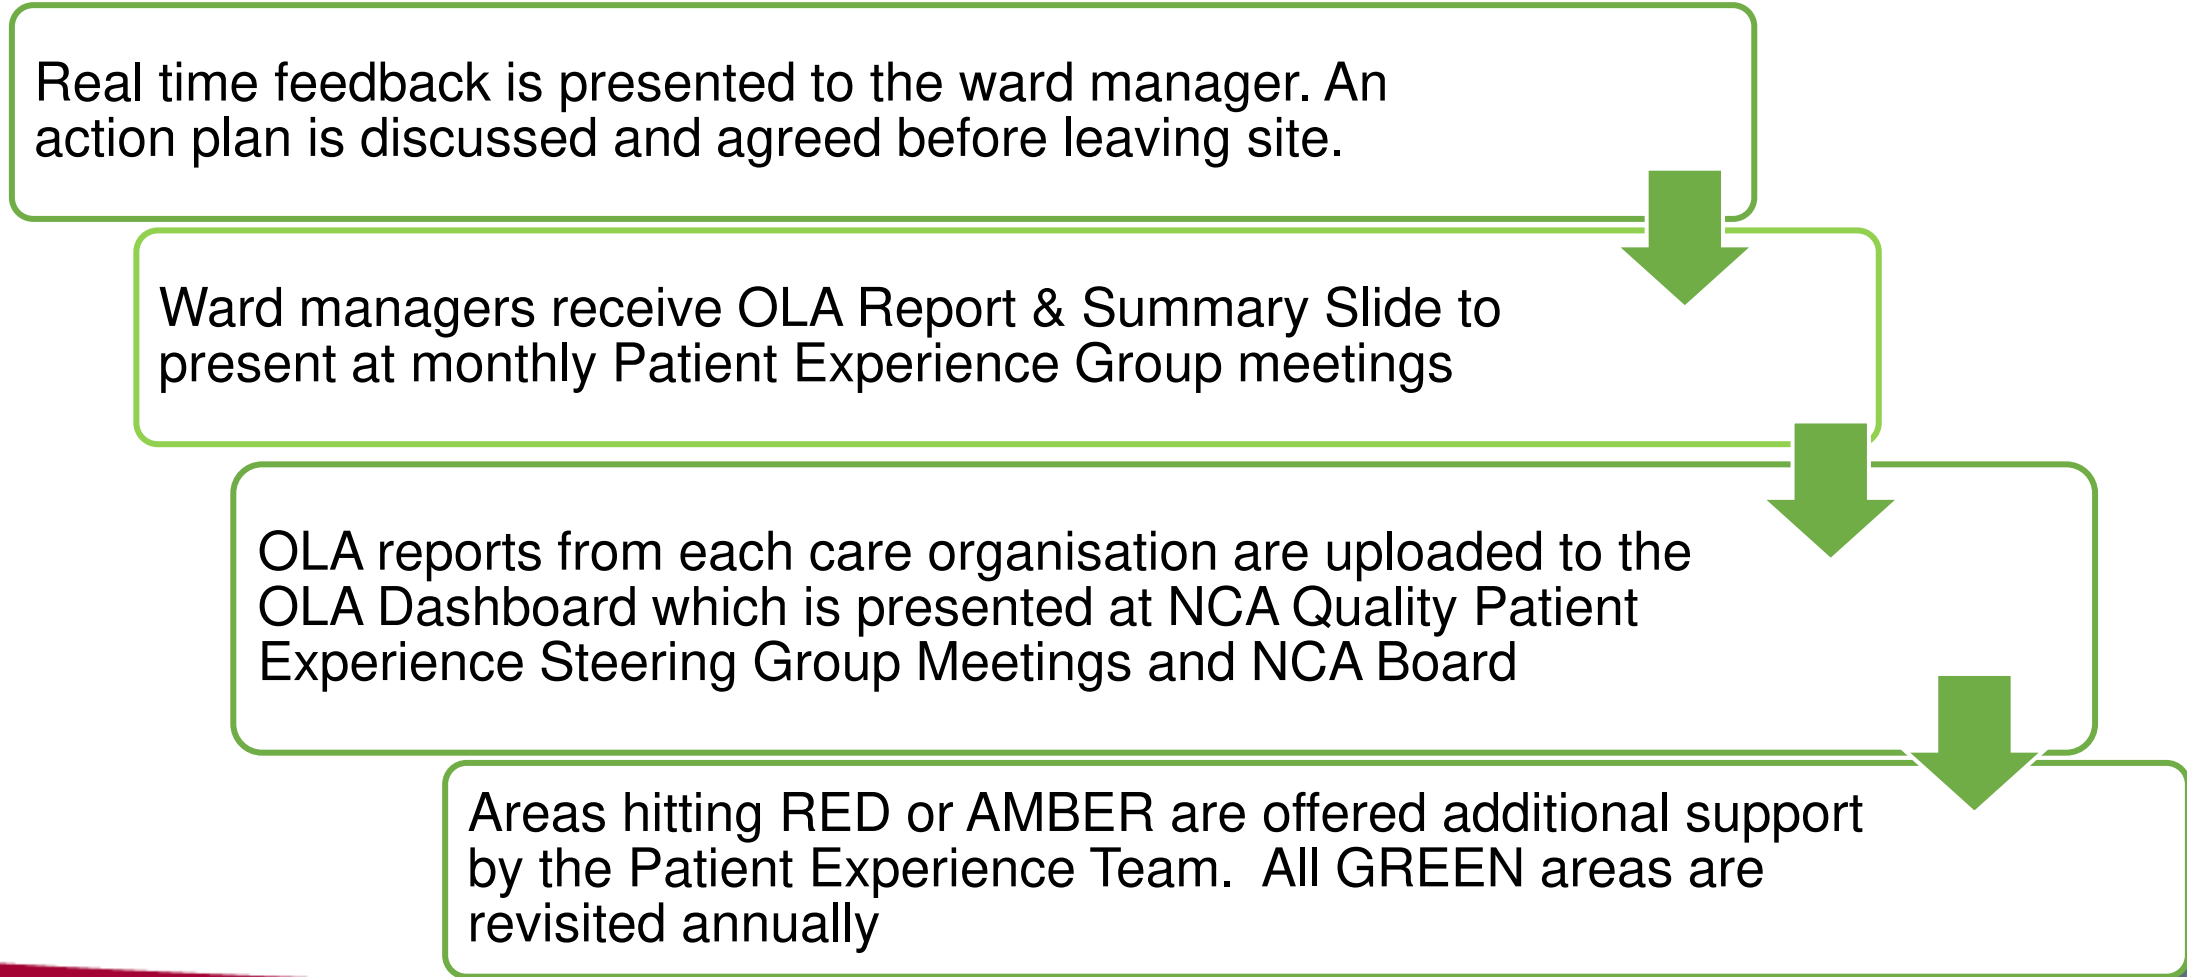 Real time feedback is presented to the ward manager. An
action plan is discussed and agreed before leaving site.
Ward managers receive OLA Report & Summary Slide to
present at monthly Patient Experience Group meetings
OLA reports from each care organisation are uploaded to the
OLA Dashboard which is presented at NCA Quality Patient
Experience Steering Group Meetings and NCA Board
Areas hitting RED or AMBER are offered additional support
by the Patient Experience Team.  All GREEN areas are
revisited annually